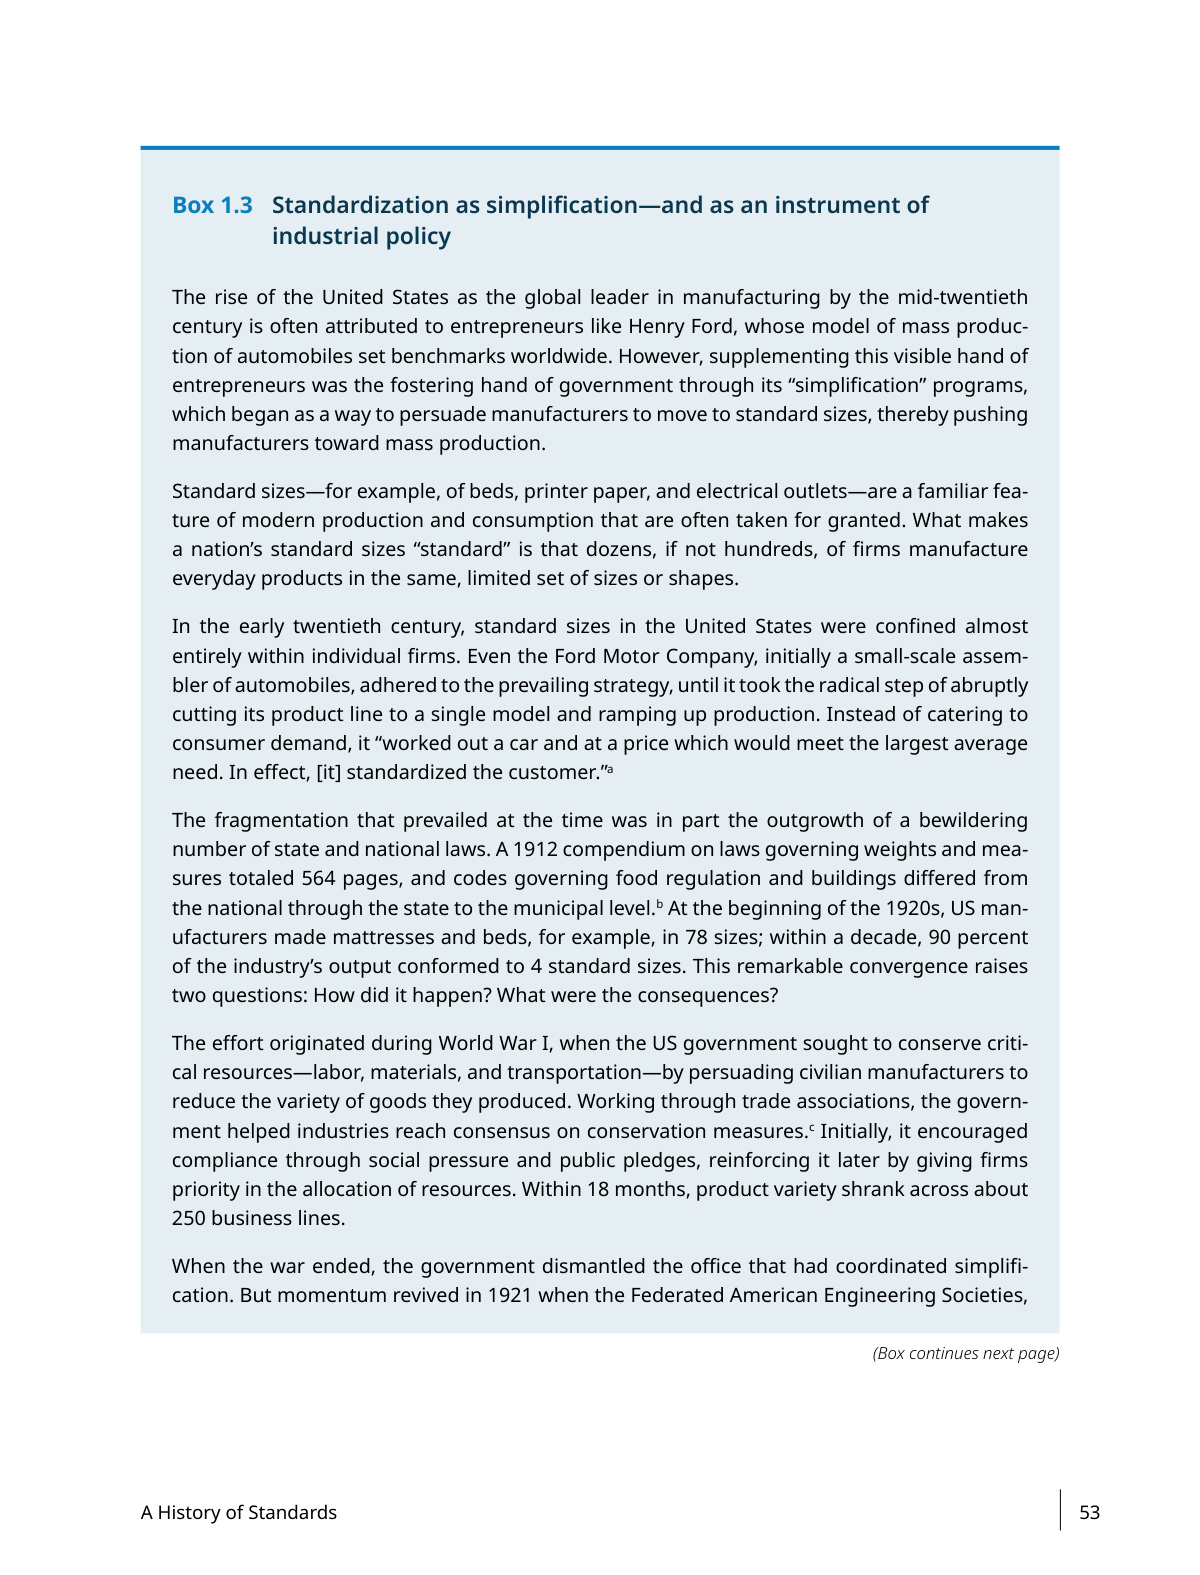 Box 1.3 Standardization as simplification—and as an instrument of
industrial policy
The rise of the United States as the global leader in manufacturing by the mid-twentieth
century is often attributed to entrepreneurs like Henry Ford, whose model of mass produc-
tion of automobiles set benchmarks worldwide. However, supplementing this visible hand of
entrepreneurs was the fostering hand of government through its “simplification” programs,
which began as a way to persuade manufacturers to move to standard sizes, thereby pushing
manufacturers toward mass production.
Standard sizes—for example, of beds, printer paper, and electrical outlets—are a familiar fea-
ture of modern production and consumption that are often taken for granted. What makes
a nation’s standard sizes “standard” is that dozens, if not hundreds, of firms manufacture
everyday products in the same, limited set of sizes or shapes.
In the early twentieth century, standard sizes in the United States were confined almost
entirely within individual firms. Even the Ford Motor Company, initially a small-scale assem-
bler of automobiles, adhered to the prevailing strategy, until it took the radical step of abruptly
cutting its product line to a single model and ramping up production. Instead of catering to
consumer demand, it “worked out a car and at a price which would meet the largest average
need. In effect, [it] standardized the customer.”ᵃ
The fragmentation that prevailed at the time was in part the outgrowth of a bewildering
number of state and national laws. A 1912 compendium on laws governing weights and mea-
sures totaled 564 pages, and codes governing food regulation and buildings differed from
the national through the state to the municipal level.ᵇ At the beginning of the 1920s, US man-
ufacturers made mattresses and beds, for example, in 78 sizes; within a decade, 90 percent
of the industry’s output conformed to 4 standard sizes. This remarkable convergence raises
two questions: How did it happen? What were the consequences?
The effort originated during World War I, when the US government sought to conserve criti-
cal resources—labor, materials, and transportation—by persuading civilian manufacturers to
reduce the variety of goods they produced. Working through trade associations, the govern-
ment helped industries reach consensus on conservation measures.ᶜ Initially, it encouraged
compliance through social pressure and public pledges, reinforcing it later by giving firms
priority in the allocation of resources. Within 18 months, product variety shrank across about
250 business lines.
When the war ended, the government dismantled the office that had coordinated simplifi-
cation. But momentum revived in 1921 when the Federated American Engineering Societies,
(Box continues next page)
A History of Standards
53